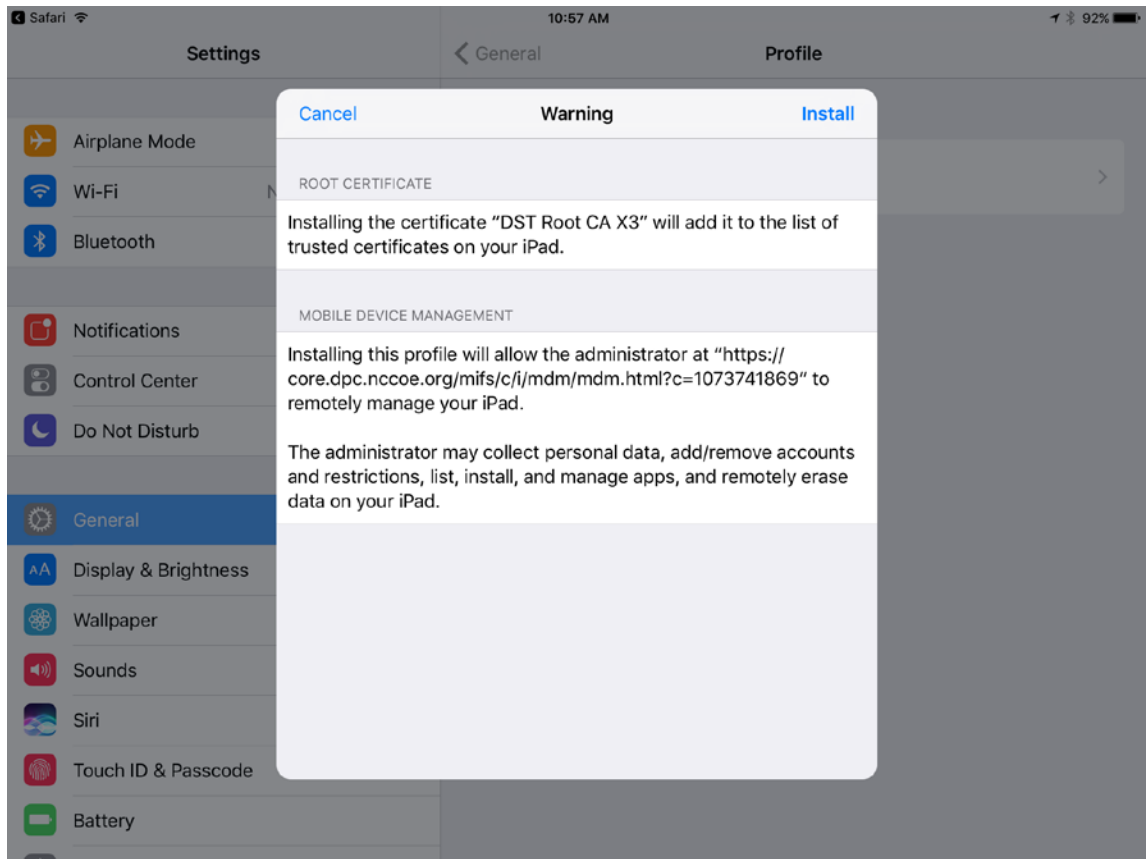 Safari 10:57 AM 92%
Settings
General Profile
Cancel Warning Install
Airplane Mode
Wi-Fi N
Bluetooth
Notifications
Control Center
Do Not Disturb
General
Display & Brightness
Wallpaper
Sounds
Siri
Touch ID & Passcode
Battery
ROOT CERTIFICATE
Installing the certificate “DST Root CA X3” will add it to the list of
trusted certificates on your iPad.
MOBILE DEVICE MANAGEMENT
Installing this profile will allow the administrator at “https://
core.dpc.nccoe.org/mifs/c/i/mdm/mdm.html?c=1073741869” to
remotely manage your iPad.
The administrator may collect personal data, add/remove accounts
and restrictions, list, install, and manage apps, and remotely erase
data on your iPad.